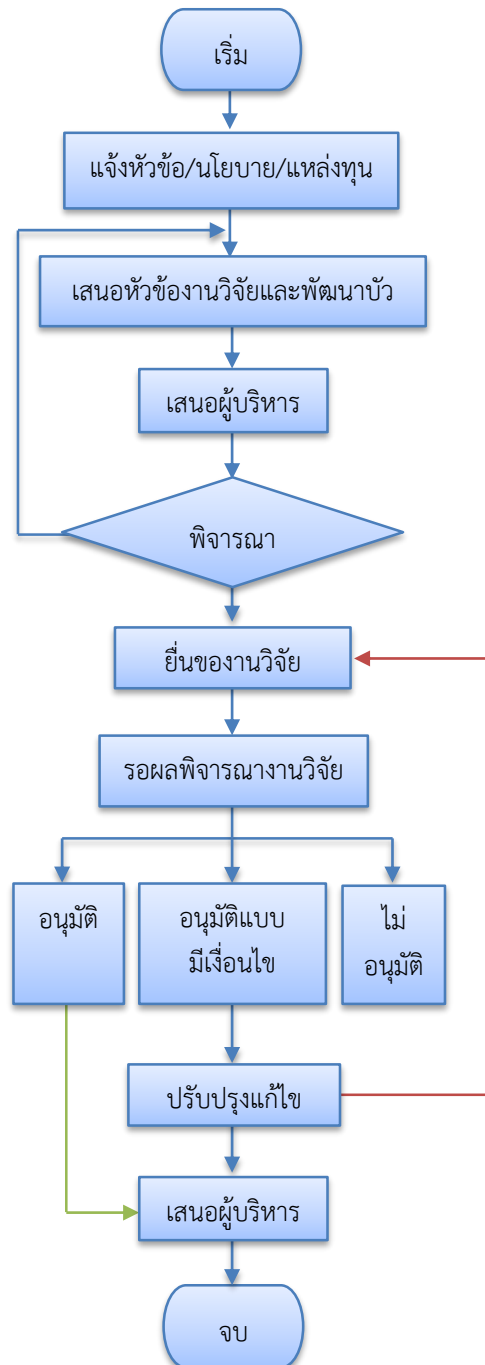 เริ่ม
แจ้งหัวข้อ/นโยบาย/แหล่งทุน
เสนอหัวข้องานวิจัยและพัฒนาบัว
เสนอผู้บริหาร
พิจารณา
ยื่นของานวิจัย
รอผลพิจารณางานวิจัย
อนุมัติ
อนุมัติแบบ
มีเงื่อนไข
ไม่
อนุมัติ
ปรับปรุงแก้ไข
เสนอผู้บริหาร
จบ